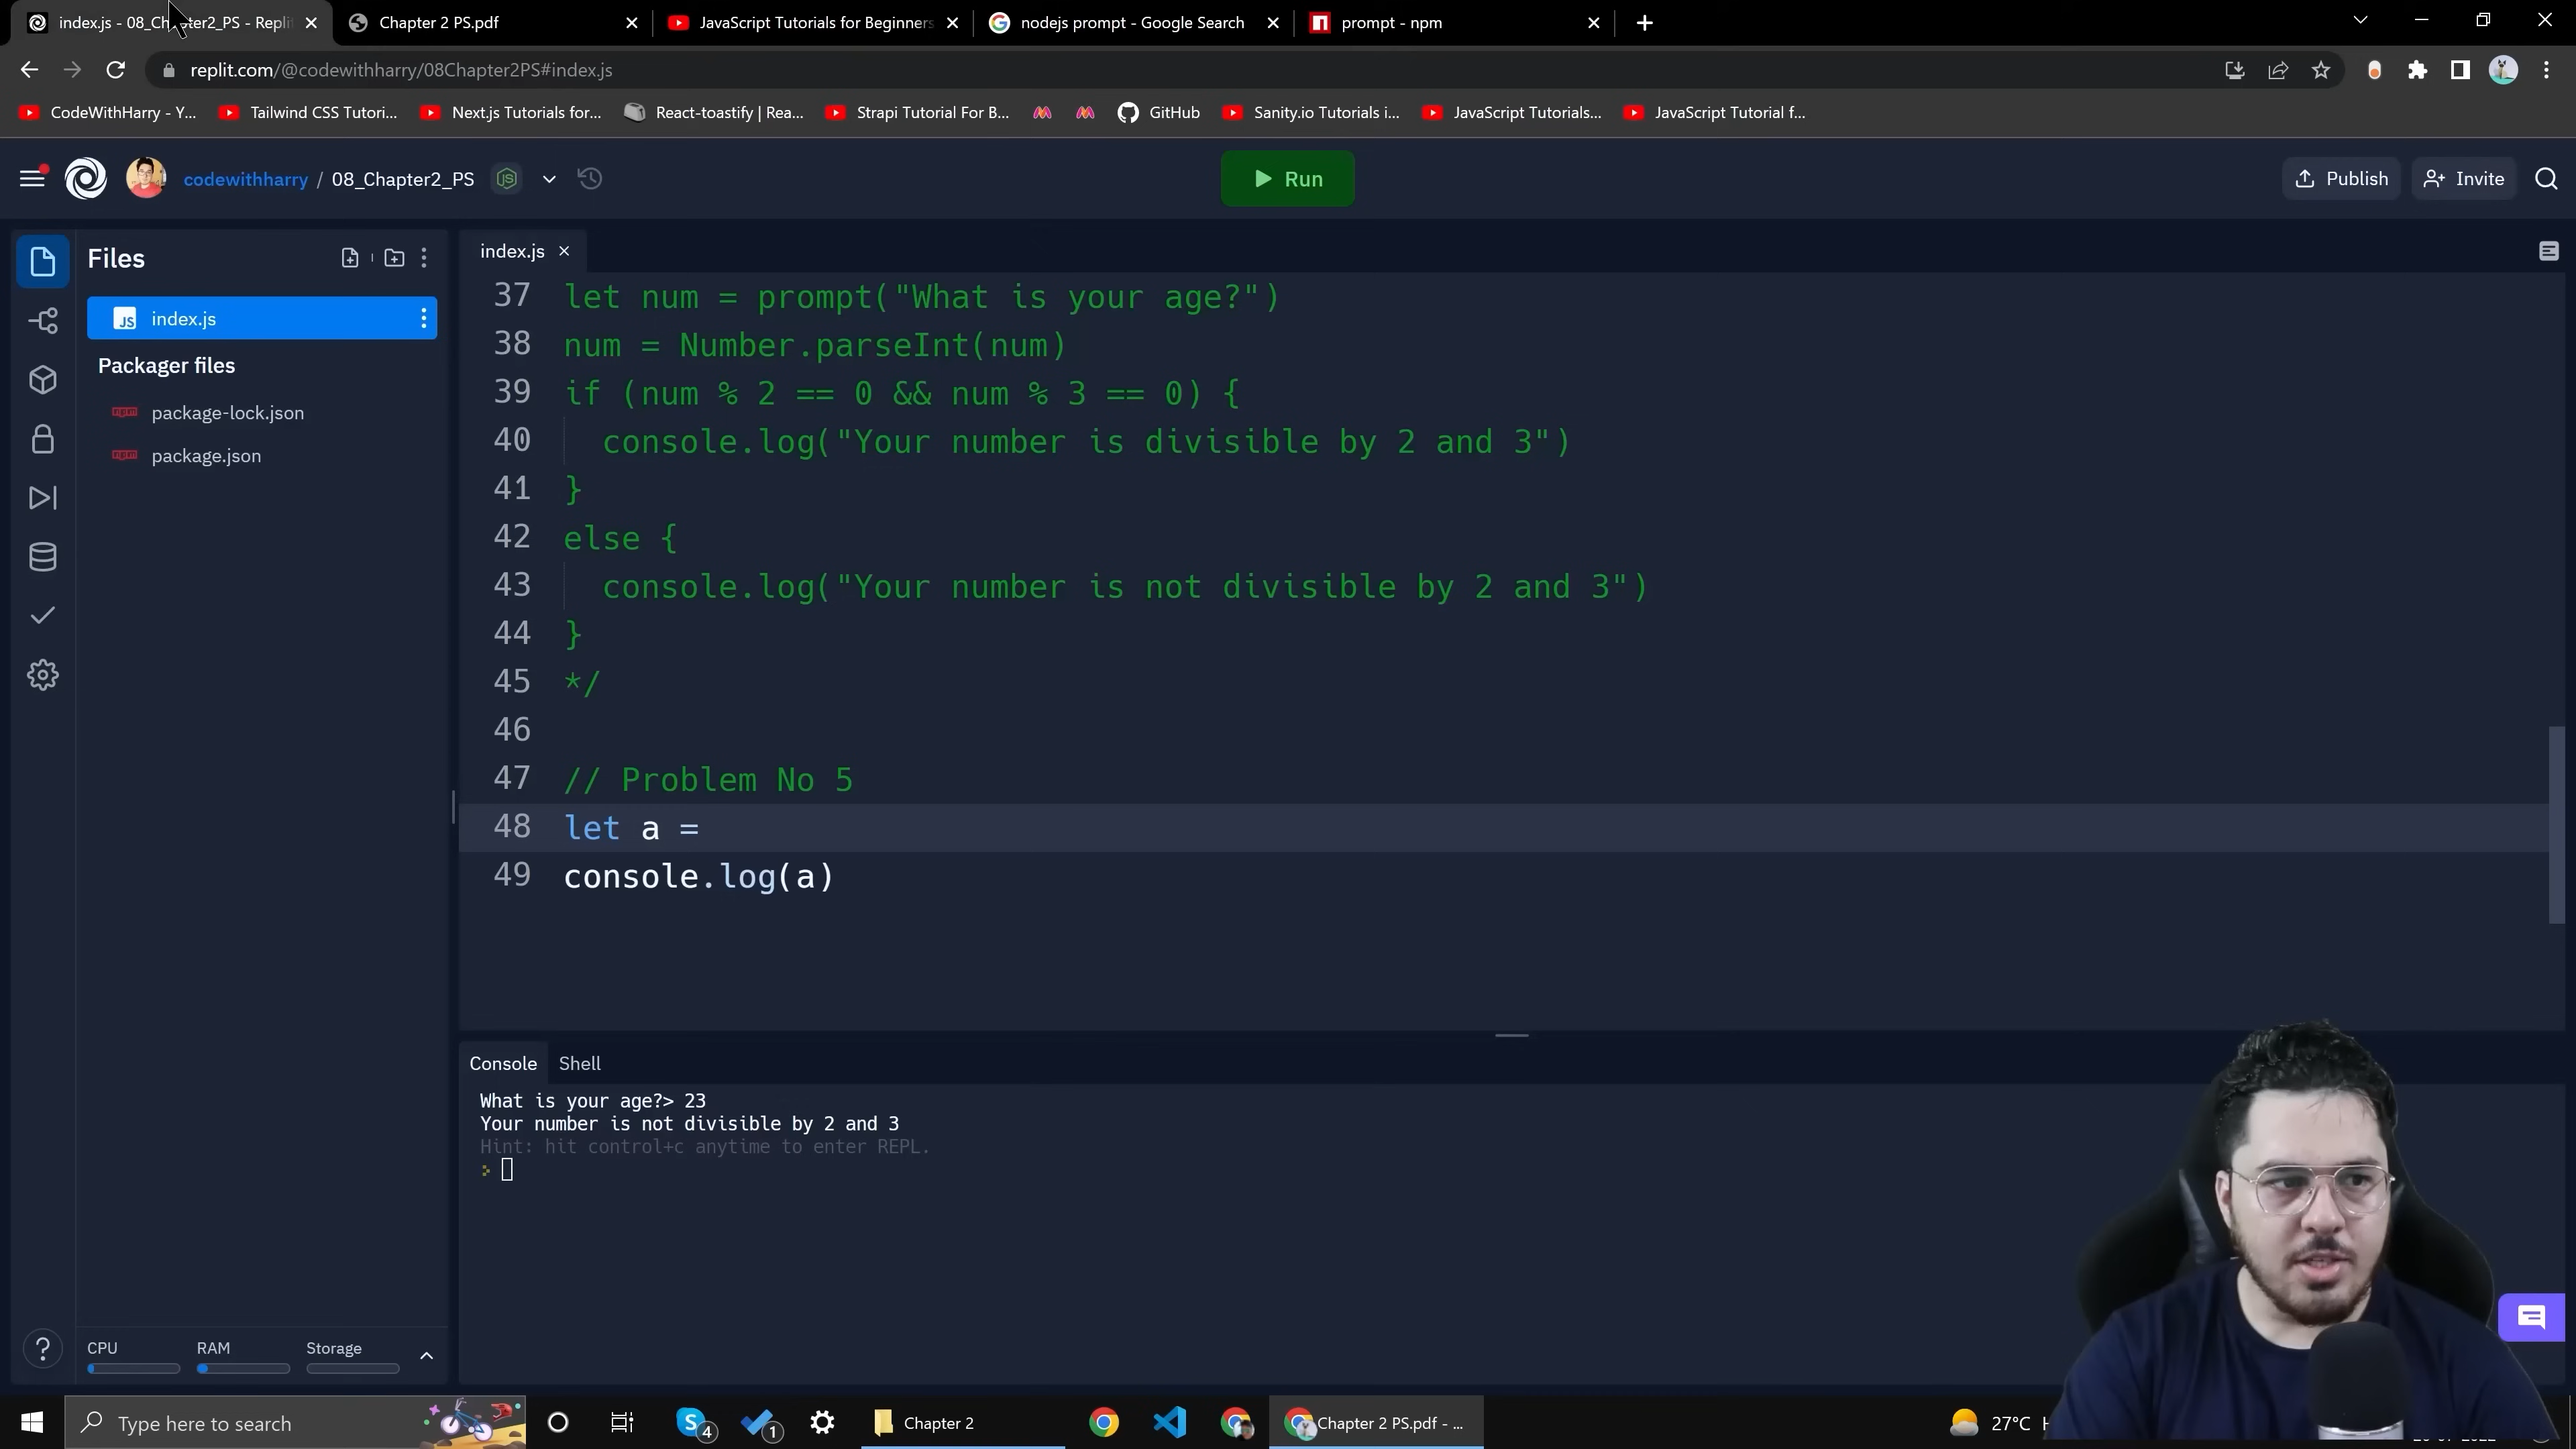 index.js - 08_Chapter2_PS - Repli
Chapter 2 PS.pdf
JavaScript Tutorials for Beginners
nodejs prompt - Google Search
prompt - npm
replit.com/@codewithharry/08Chapter2PS#index.js
CodeWithHarry - Y...
Tailwind CSS Tutori...
Next.js Tutorials for...
React-toastify | Rea...
Strapi Tutorial For B...
GitHub
Sanity.io Tutorials i...
JavaScript Tutorials...
JavaScript Tutorial f...
codewithharry / 08_Chapter2_PS
Run
Publish
Invite
Files
index.js
Packager files
package-lock.json
package.json
index.js
37 let num = prompt("What is your age?")
38 num = Number.parseInt(num)
39 if (num % 2 == 0 && num % 3 == 0) {
40 console.log("Your number is divisible by 2 and 3")
41 }
42 else {
43 console.log("Your number is not divisible by 2 and 3")
44 }
45 */
46
47 // Problem No 5
48 let a =
49 console.log(a)
Console
Shell
What is your age?> 23
Your number is not divisible by 2 and 3
Hint: hit control+c anytime to enter REPL.
CPU
RAM
Storage
Type here to search
4
1
Chapter 2
Chapter 2 PS.pdf - ...
27°C